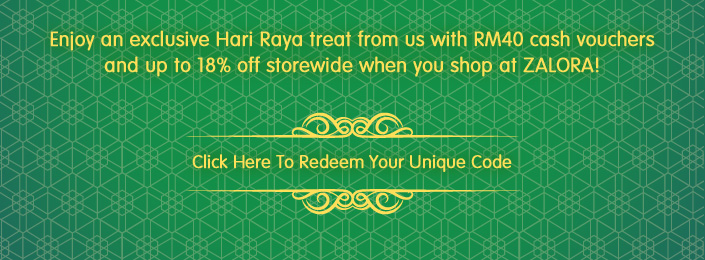 Enjoy an exclusive Hari Raya treat from us with RM40 cash vouchers
and up to 18% off storewide when you shop at ZALORA!
Click Here To Redeem Your Unique Code